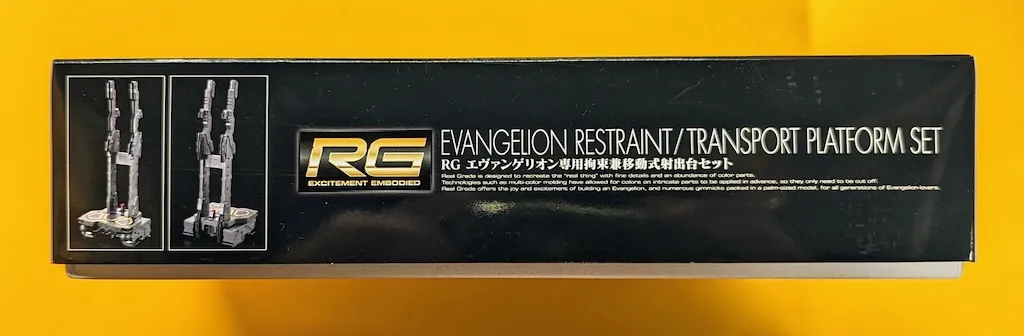 RG
EXCITEMENT EMBODIED
EVANGELION RESTRAINT/TRANSPORT PLATFORM SET
RG エヴァンゲリオン専用拘束兼移動式射出台セット
Real Grade is designed to recreate the "real thing" with fine details and an abundance of color parts.
Technologies such as multi-color molding have allowed for colors on intricate parts to be applied in advance, so they only need to be cut off.
Real Grade offers the joy and excitement of building an Evangelion, and numerous gimmicks packed in a palm-sized model, for all generations of Evangelion-lovers.